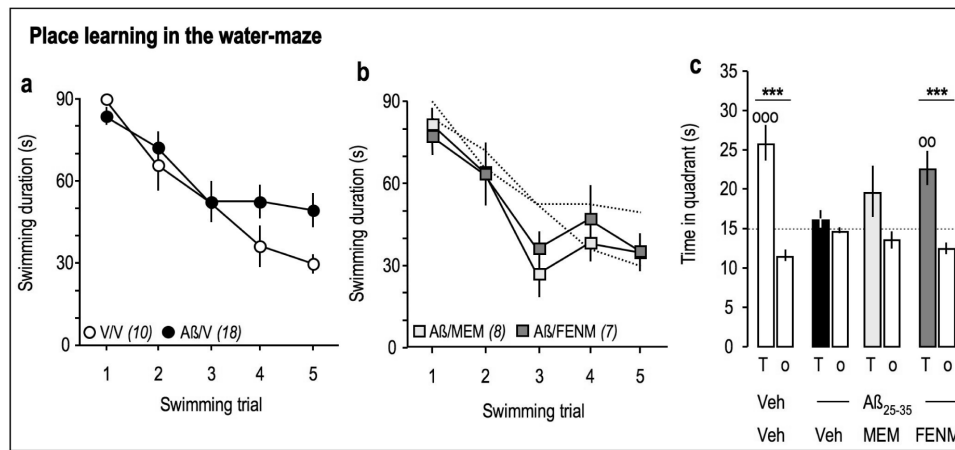 Place learning in the water-maze
a
Swimming duration (s)
90
60
30
0
V/V (10) Aß/V (18)
1 2 3 4 5
Swimming trial
b
Swimming duration (s)
90
60
30
0
Aß/MEM (8) Aß/FENM (7)
1 2 3 4 5
Swimming trial
c
Time in quadrant (s)
35
30
25
20
15
10
5
0
*** ***
ooo oo
T o T o T o T o
Veh Aß25-35
Veh Veh MEM FENM